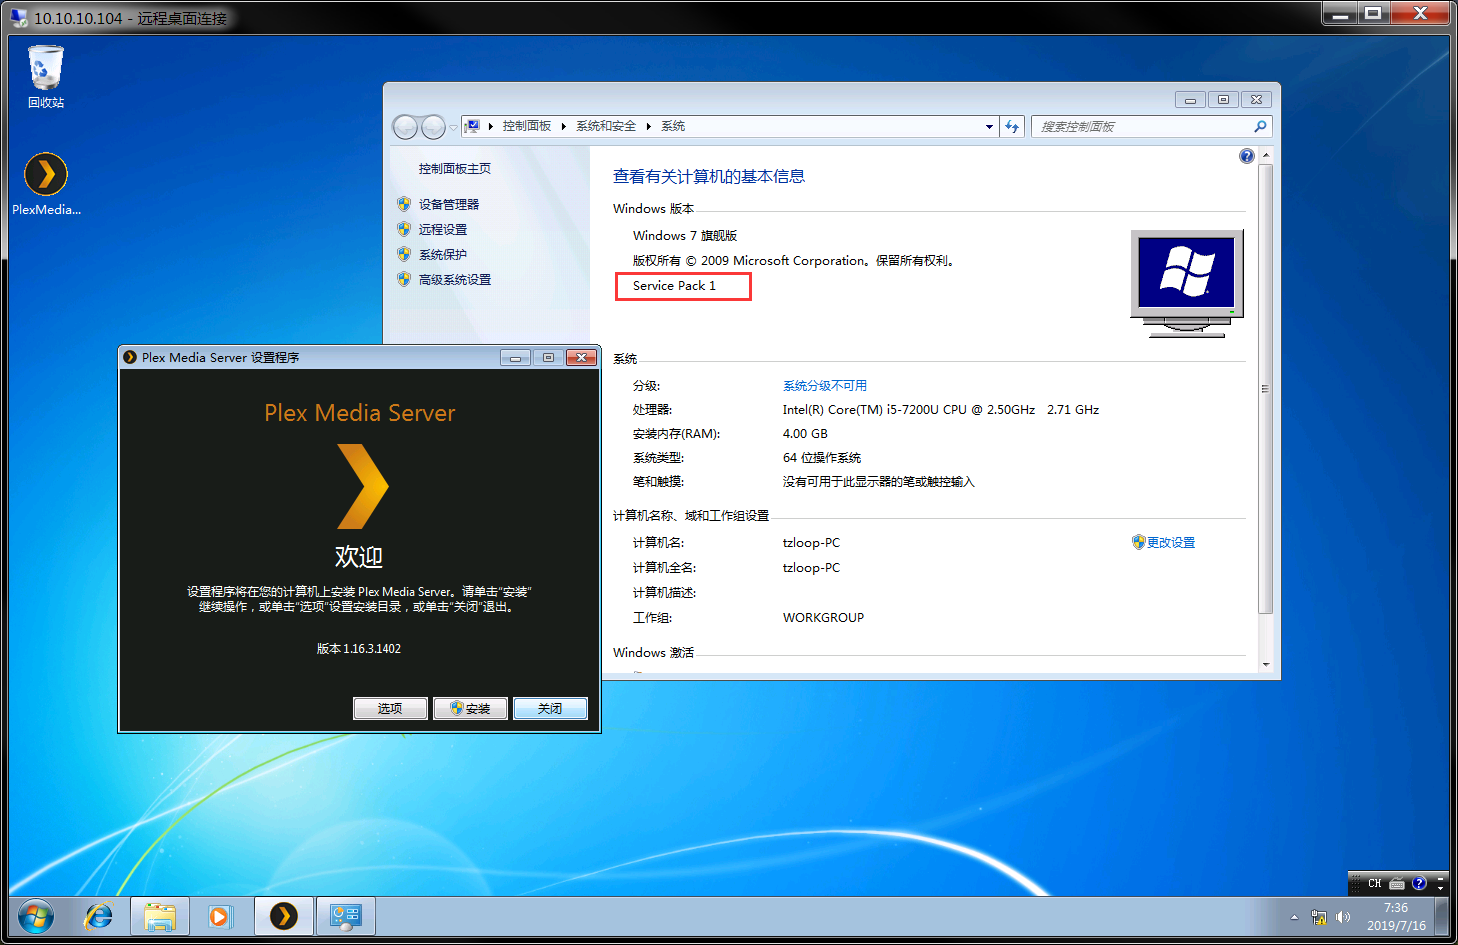 10.10.10.104 - 远程桌面连接
回收站
PlexMedia...
控制面板 系统和安全 系统
搜索控制面板
控制面板主页
设备管理器
远程设置
系统保护
高级系统设置
查看有关计算机的基本信息
Windows 版本
Windows 7 旗舰版
版权所有 © 2009 Microsoft Corporation。保留所有权利。
Service Pack 1
系统
分级: 系统分级不可用
处理器: Intel(R) Core(TM) i5-7200U CPU @ 2.50GHz 2.71 GHz
安装内存(RAM): 4.00 GB
系统类型: 64 位操作系统
笔和触摸: 没有可用于此显示器的笔或触控输入
计算机名称、域和工作组设置
计算机名: tzloop-PC
更改设置
计算机全名: tzloop-PC
计算机描述:
工作组: WORKGROUP
Windows 激活
Plex Media Server 设置程序
Plex Media Server
欢迎
设置程序将在您的计算机上安装 Plex Media Server。请单击“安装”
继续操作，或单击“选项”设置安装目录，或单击“关闭”退出。
版本 1.16.3.1402
选项 安装 关闭
CH
7:36
2019/7/16